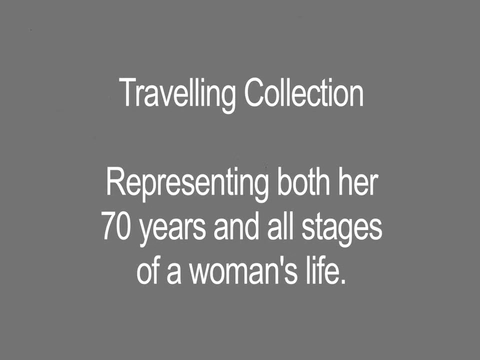 Travelling Collection
Representing both her
70 years and all stages
of a woman's life.